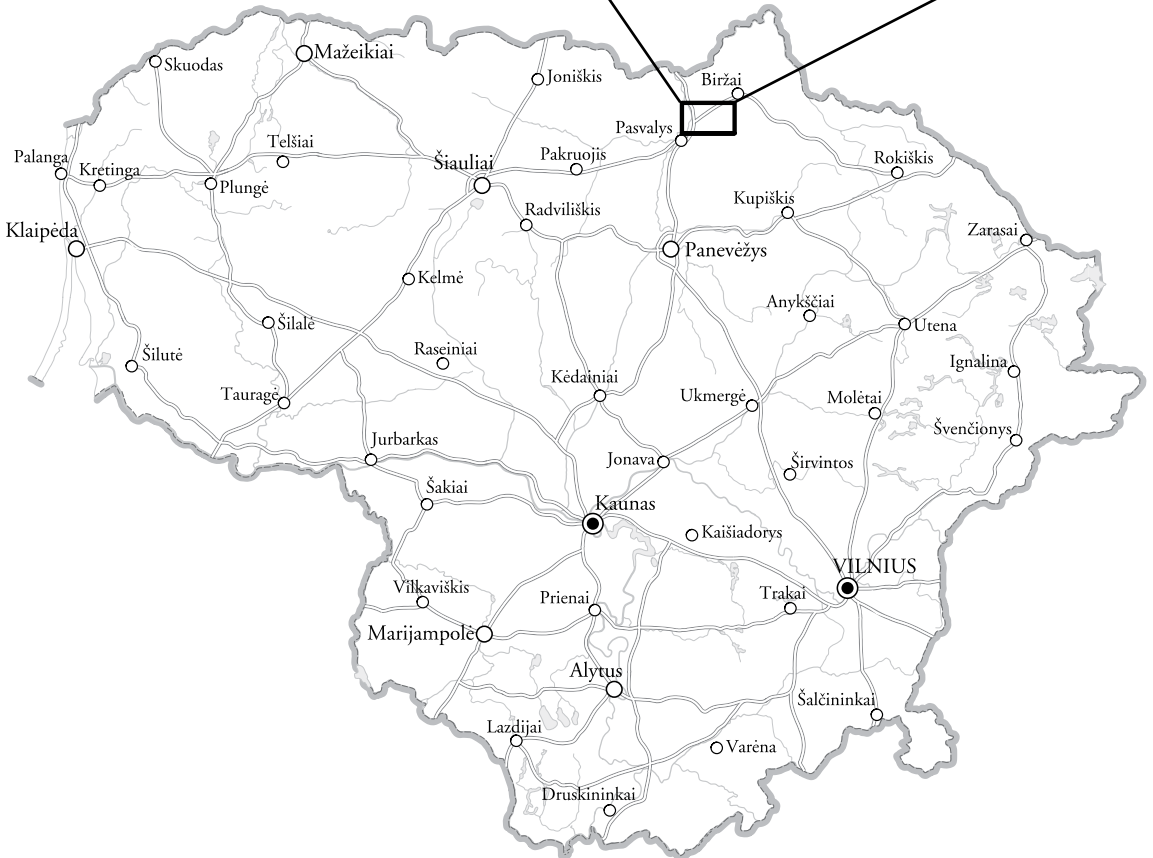 Mažeikiai
Skuodas
Joniškis
Biržai
Pasvalys
Telšiai
Palanga
Kretinga
Šiauliai
Pakruojis
Rokiškis
Plungė
Kupiškis
Radviliškis
Klaipėda
Zarasai
Panevėžys
Kelmė
Anykščiai
Šilalė
Utena
Šilutė
Raseiniai
Ignalina
Kėdainiai
Tauragė
Ukmergė
Molėtai
Švenčionys
Jurbarkas
Jonava
Širvintos
Šakiai
Kaunas
Kaišiadorys
VILNIUS
Vilkaviškis
Prienai
Trakai
Marijampolė
Alytus
Šalčininkai
Lazdijai
Varėna
Druskininkai